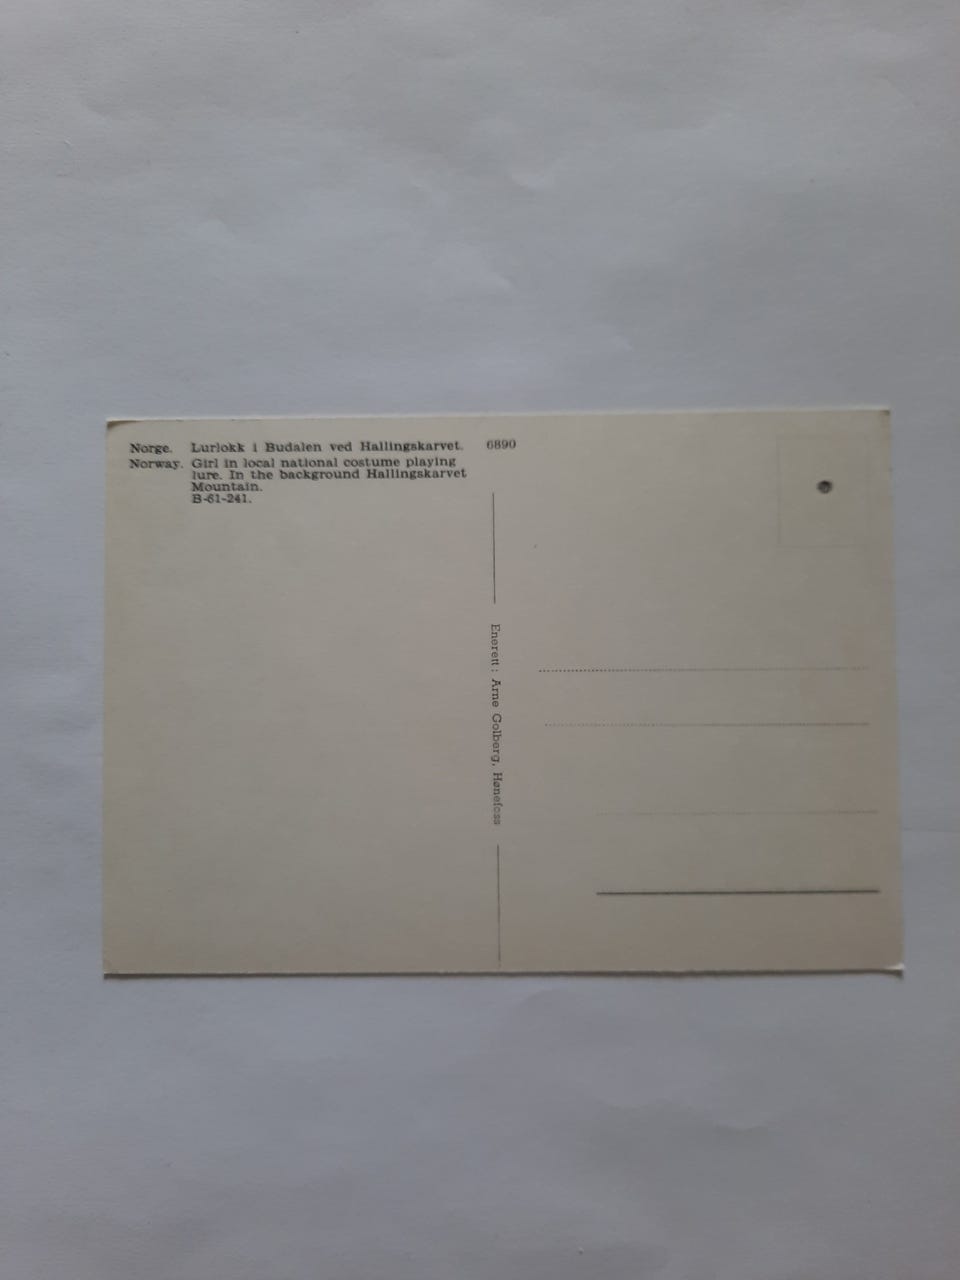 Norge. Lurlokk i Budalen ved Hallingskarvet. 6890
Norway. Girl in local national costume playing
lure. In the background Hallingskarvet
Mountain.
B-61-241.
Enerett: Arne Golberg, Hønefoss